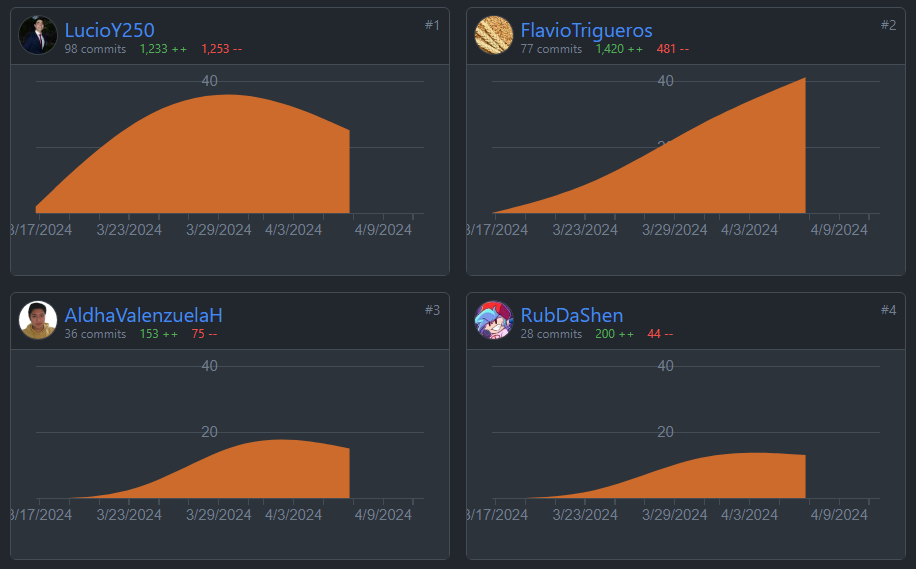 LucioY250
#1
98 commits 1,233 ++ 1,253 --
40
3/17/2024 3/23/2024 3/29/2024 4/3/2024 4/9/2024
FlavioTrigueros
#2
77 commits 1,420 ++ 481 --
40
3/17/2024 3/23/2024 3/29/2024 4/3/2024 4/9/2024
AldhaValenzuelaH
#3
36 commits 153 ++ 75 --
40
20
3/17/2024 3/23/2024 3/29/2024 4/3/2024 4/9/2024
RubDaShen
#4
28 commits 200 ++ 44 --
40
20
3/17/2024 3/23/2024 3/29/2024 4/3/2024 4/9/2024